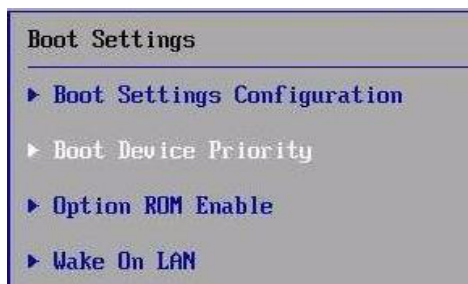 Boot Settings
Boot Settings Configuration
Boot Device Priority
Option ROM Enable
Wake On LAN